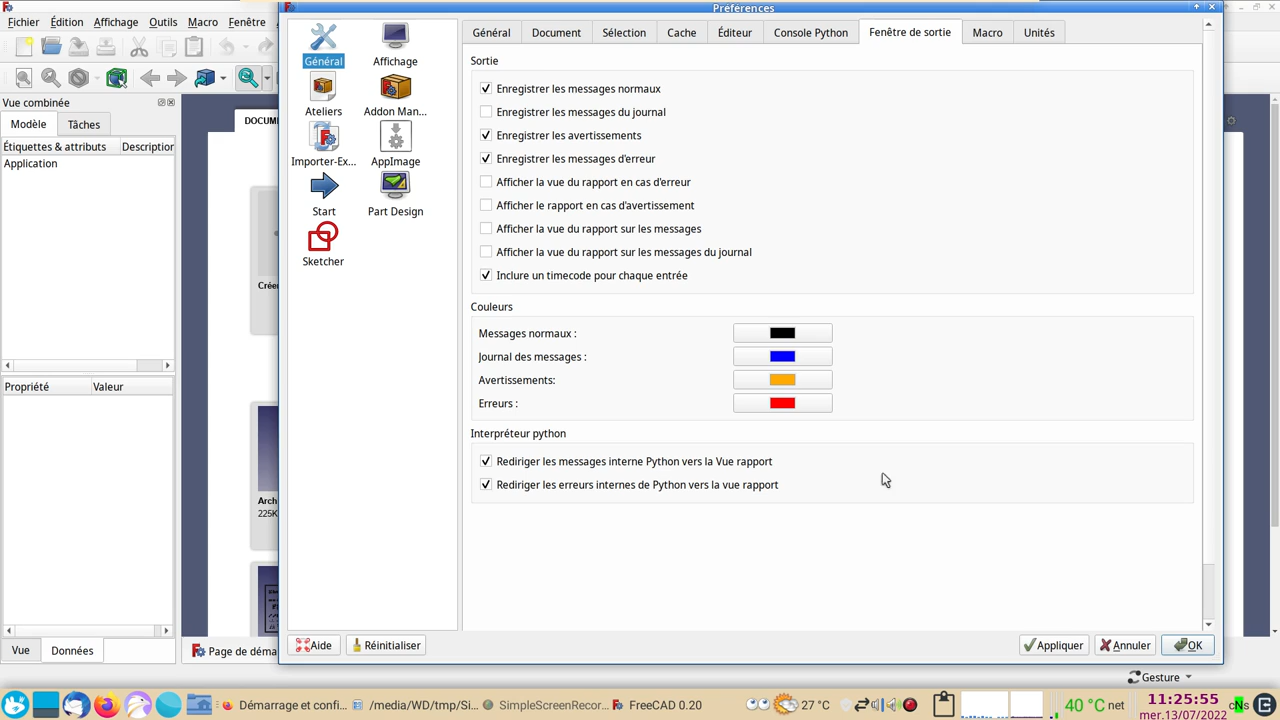 Préférences
Fichier Édition Affichage Outils Macro Fenêtre
Vue combinée
Modèle Tâches
Étiquettes & attributs Description
Application
Propriété Valeur
Vue Données
DOCUM
Crée
Arch
225K
Page de déma
Général Affichage
Ateliers Addon Man...
Importer-Ex... AppImage
Start Part Design
Sketcher
Général Document Sélection Cache Éditeur Console Python Fenêtre de sortie Macro Unités
Sortie
Enregistrer les messages normaux
Enregistrer les messages du journal
Enregistrer les avertissements
Enregistrer les messages d'erreur
Afficher la vue du rapport en cas d'erreur
Afficher le rapport en cas d'avertissement
Afficher la vue du rapport sur les messages
Afficher la vue du rapport sur les messages du journal
Inclure un timecode pour chaque entrée
Couleurs
Messages normaux :
Journal des messages :
Avertissements:
Erreurs :
Interpréteur python
Rediriger les messages interne Python vers la Vue rapport
Rediriger les erreurs internes de Python vers la vue rapport
Aide Réinitialiser Appliquer Annuler OK
Gesture
Démarrage et confi... /media/WD/tmp/Si... SimpleScreenRecor... FreeCAD 0.20 27 °C 40 °C net 11:25:55 cNs
mer.13/07/2022